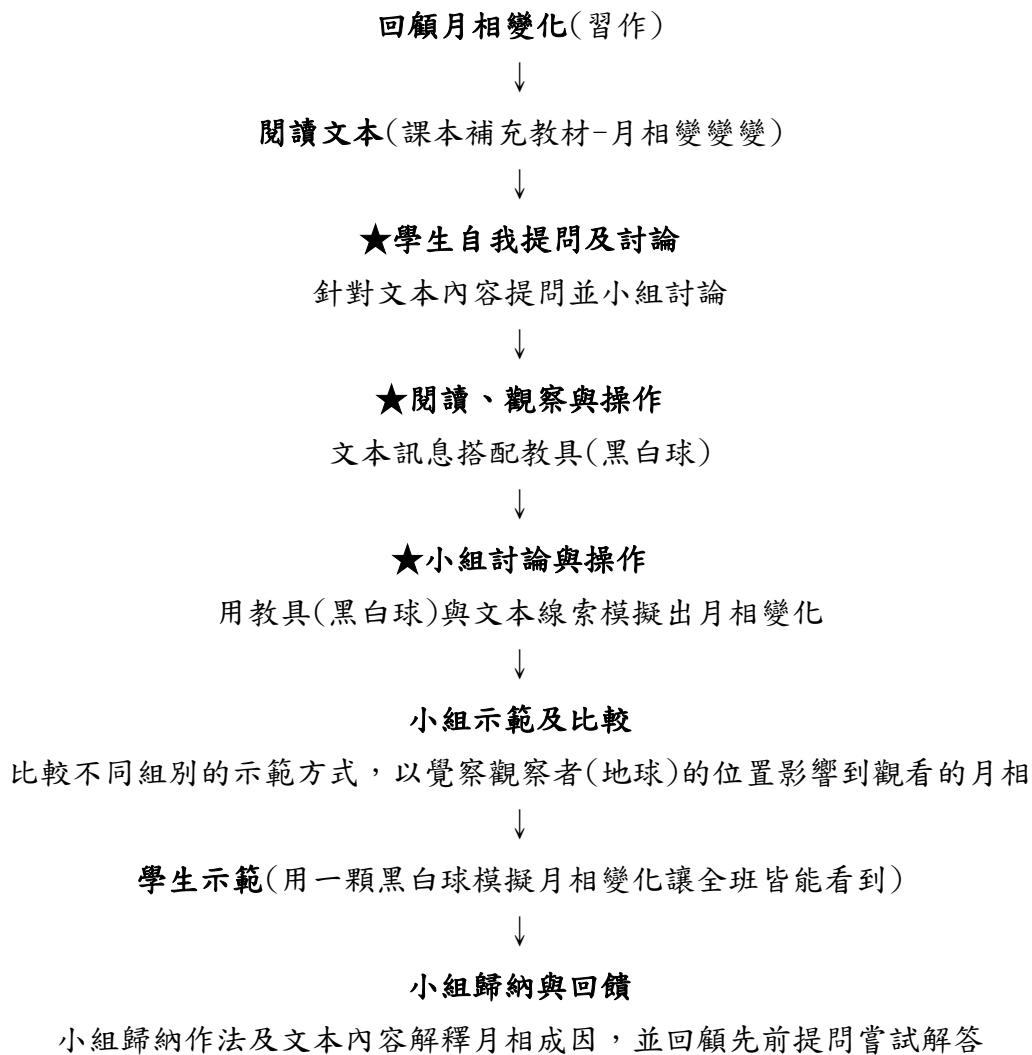 回顧月相變化(習作)
↓
閱讀文本(課本補充教材-月相變變變)
↓
★學生自我提問及討論
針對文本內容提問並小組討論
↓
★閱讀、觀察與操作
文本訊息搭配教具(黑白球)
↓
★小組討論與操作
用教具(黑白球)與文本線索模擬出月相變化
↓
小組示範及比較
比較不同組別的示範方式，以覺察觀察者(地球)的位置影響到觀看的月相
↓
學生示範(用一顆黑白球模擬月相變化讓全班皆能看到)
↓
小組歸納與回饋
小組歸納作法及文本內容解釋月相成因，並回顧先前提問嘗試解答